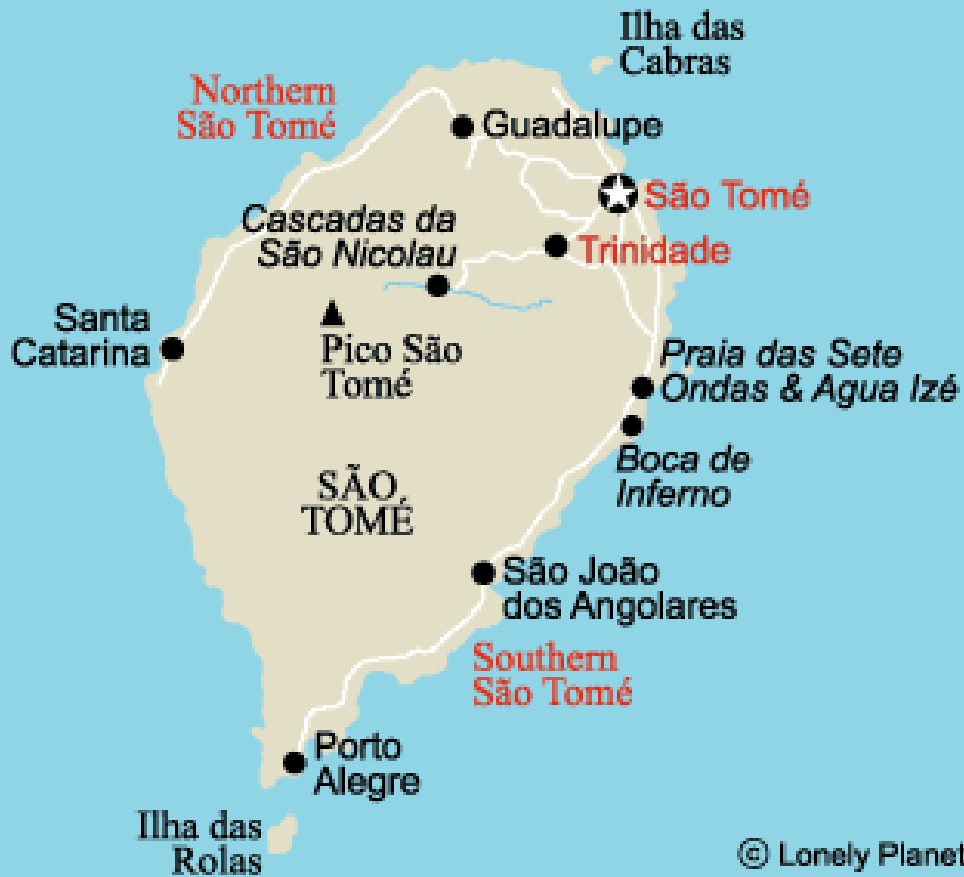 Ilha das
Cabras
Northern
São Tomé
Guadalupe
São Tomé
Cascadas da
São Nicolau
Trinidade
Santa
Catarina
Pico São
Tomé
Praia das Sete
Ondas & Agua Izé
Boca de
Inferno
SÃO
TOMÉ
São João
dos Angolares
Southern
São Tomé
Porto
Alegre
Ilha das
Rolas
© Lonely Planet